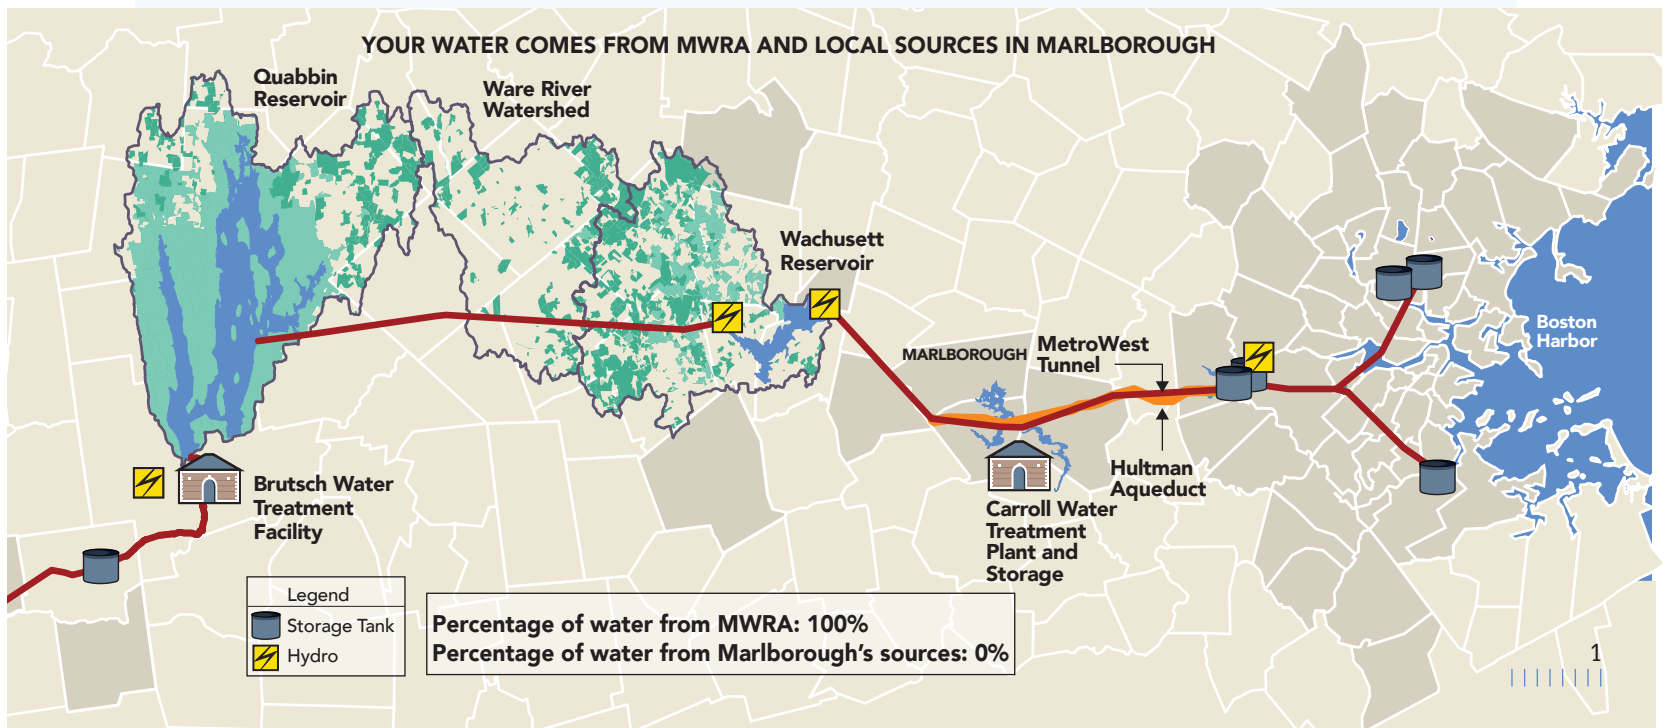 YOUR WATER COMES FROM MWRA AND LOCAL SOURCES IN MARLBOROUGH
Quabbin
Reservoir
Ware River
Watershed
Wachusett
Reservoir
MARLBOROUGH
MetroWest
Tunnel
Boston
Harbor
Hultman
Aqueduct
Brutsch Water
Treatment
Facility
Carroll Water
Treatment
Plant and
Storage
Legend
Storage Tank
Hydro
Percentage of water from MWRA: 100%
Percentage of water from Marlborough's sources: 0%
1